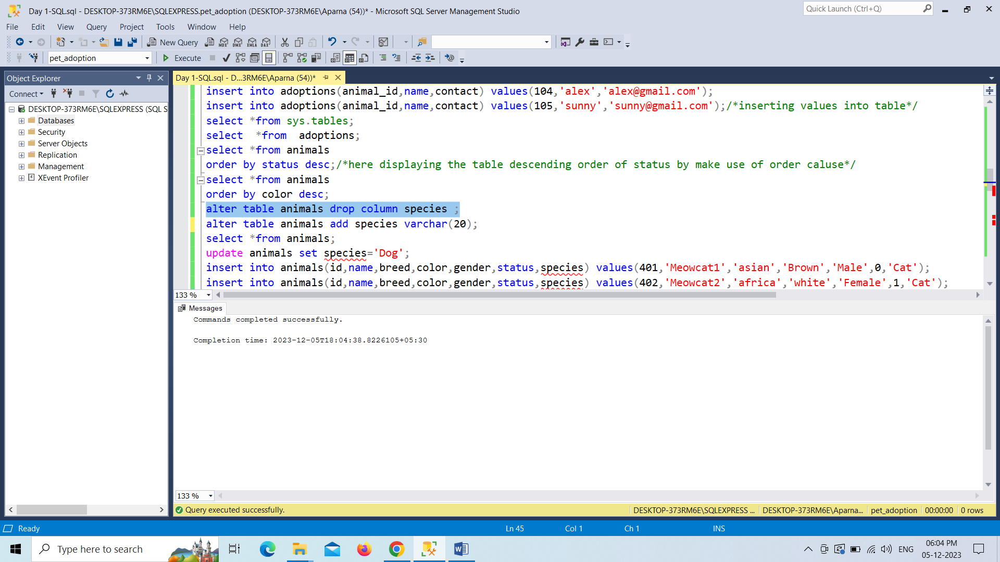 Day 1-SQL.sql - DESKTOP-373RM6E\SQLEXPRESS.pet_adoption (DESKTOP-373RM6E\Aparna (54))* - Microsoft SQL Server Management Studio
Quick Launch (Ctrl+Q)
File Edit View Query Project Tools Window Help
New Query MDX DMX XMLA DAX
pet_adoption Execute
Object Explorer
Connect
DESKTOP-373RM6E\SQLEXPRESS (SQL S
Databases
Security
Server Objects
Replication
Management
XEvent Profiler
Day 1-SQL.sql - D...3RM6E\Aparna (54))*
insert into adoptions(animal_id,name,contact) values(104,'alex','alex@gmail.com');
insert into adoptions(animal_id,name,contact) values(105,'sunny','sunny@gmail.com');/*inserting values into table*/
select *from sys.tables;
select  *from  adoptions;
select *from animals
order by status desc;/*here displaying the table descending order of status by make use of order caluse*/
select *from animals
order by color desc;
alter table animals drop column species ;
alter table animals add species varchar(20);
select *from animals;
update animals set species='Dog';
insert into animals(id,name,breed,color,gender,status,species) values(401,'Meowcat1','asian','Brown','Male',0,'Cat');
insert into animals(id,name,breed,color,gender,status,species) values(402,'Meowcat2','africa','white','Female',1,'Cat');
133 %
Messages
Commands completed successfully.
Completion time: 2023-12-05T18:04:38.8226105+05:30
133 %
Query executed successfully.
DESKTOP-373RM6E\SQLEXPRESS ... DESKTOP-373RM6E\Aparna... pet_adoption 00:00:00 0 rows
Ready Ln 45 Col 1 Ch 1 INS
Type here to search
ENG
06:04 PM
05-12-2023